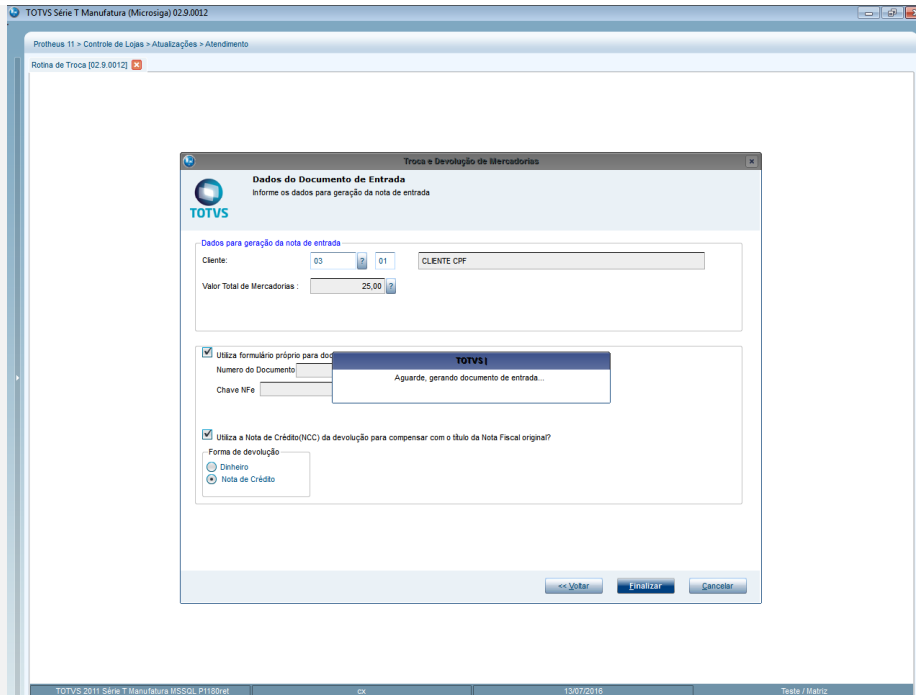 TOTVS Série T Manufatura (Microsiga) 02.9.0012
Protheus 11 > Controle de Lojas > Atualizações > Atendimento
Rotina de Troca [02.9.0012]
Troca e Devolução de Mercadorias
TOTVS
Dados do Documento de Entrada
Informe os dados para geração da nota de entrada
Dados para geração da nota de entrada
Cliente: 03 ? 01 CLIENTE CPF
Valor Total de Mercadorias : 25,00 ?
Utiliza formulário próprio para doc
TOTVS |
Aguarde, gerando documento de entrada...
Numero do Documento
Chave NFe
Utiliza a Nota de Crédito(NCC) da devolução para compensar com o título da Nota Fiscal original?
Forma de devolução
Dinheiro
Nota de Crédito
<< Voltar Finalizar Cancelar
TOTVS 2011 Série T Manufatura MSSQL P1180ret cx 13/07/2016 Teste / Matriz